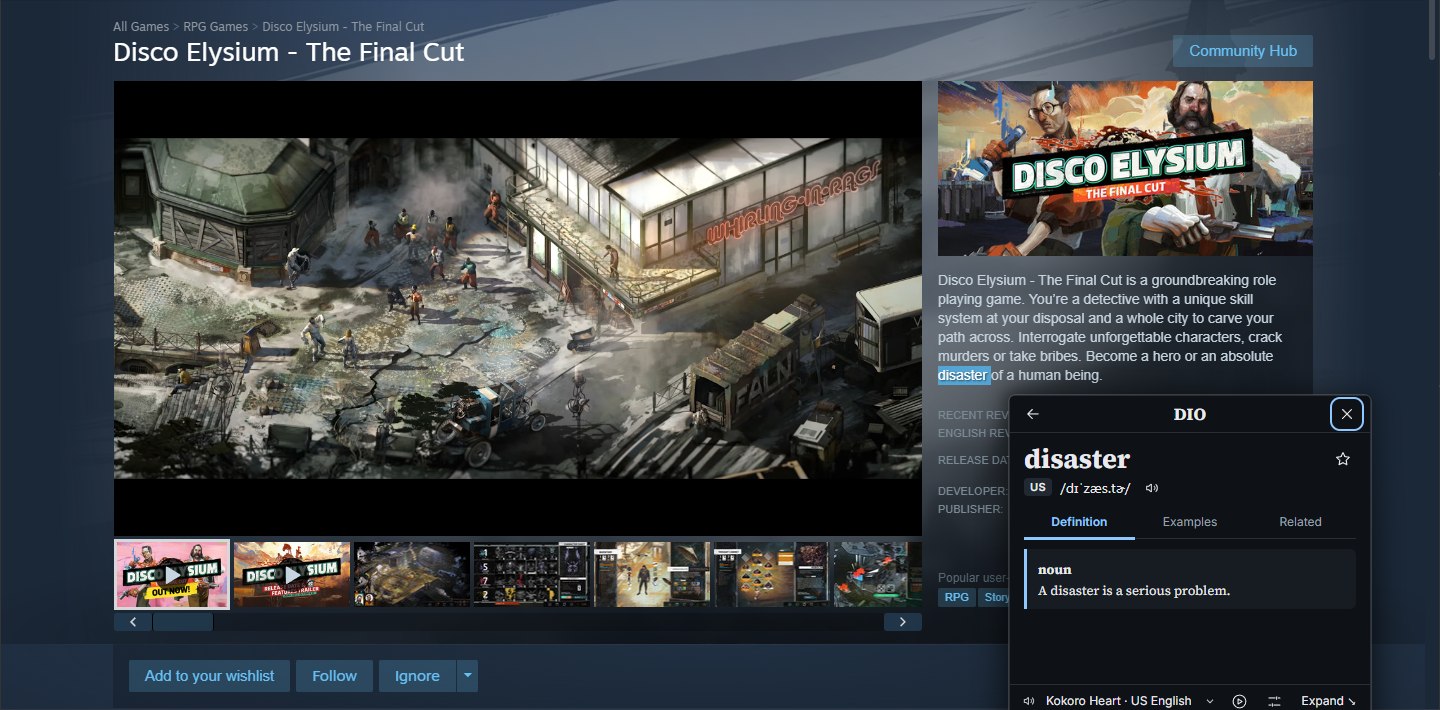 All Games > RPG Games > Disco Elysium - The Final Cut
Disco Elysium - The Final Cut
Community Hub
WHIRLING-IN-RAGS
DISCO ELYSIUM
THE FINAL CUT
Disco Elysium - The Final Cut is a groundbreaking role
playing game. You're a detective with a unique skill
system at your disposal and a whole city to carve your
path across. Interrogate unforgettable characters, crack
murders or take bribes. Become a hero or an absolute
disaster of a human being.
RECENT REV
ENGLISH REV
RELEASE DAT
DEVELOPER:
PUBLISHER:
Popular user-
RPG
Story
DIO
disaster
US /dɪˈzæs.tɚ/
Definition
Examples
Related
noun
A disaster is a serious problem.
Kokoro Heart · US English
Expand ↘
DISCO ELYSIUM
OUT NOW!
DISCO ELYSIUM
Add to your wishlist
Follow
Ignore